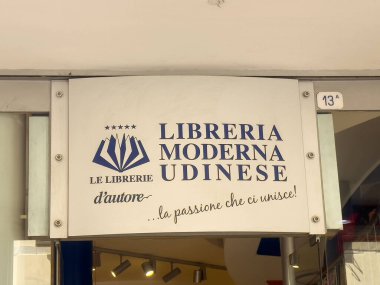 LIBRERIA
MODERNA
UDINESE
LE LIBRERIE
d'autore
...la passione che ci unisce!
13A